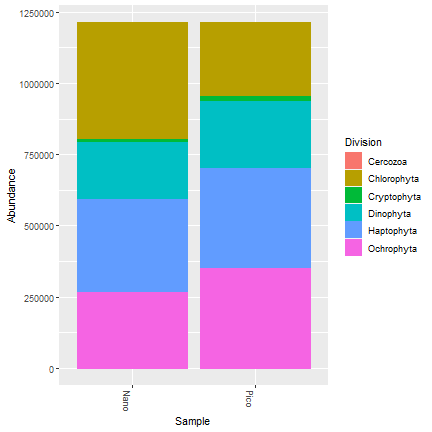 1250000
1000000
750000
500000
250000
0
Abundance
Nano
Pico
Sample
Division
Cercozoa
Chlorophyta
Cryptophyta
Dinophyta
Haptophyta
Ochrophyta